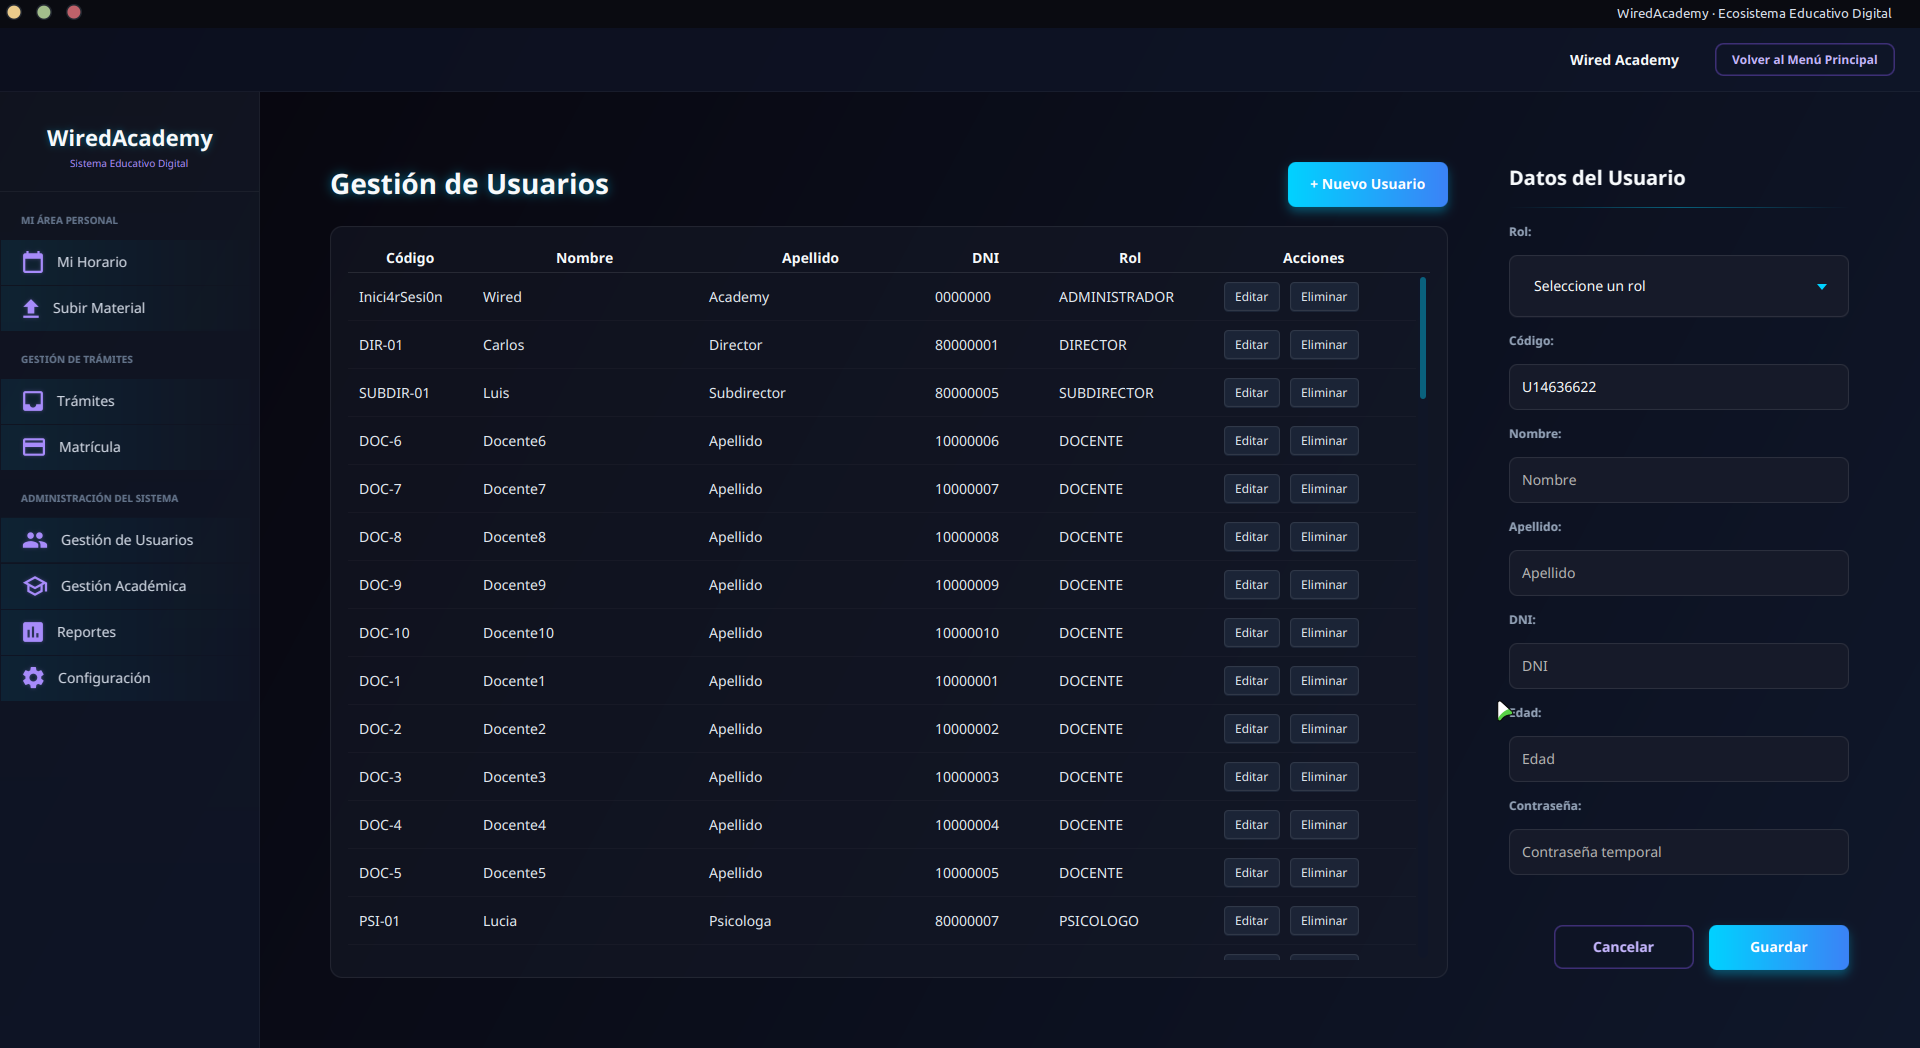 WiredAcademy · Ecosistema Educativo Digital
Wired Academy
Volver al Menú Principal
WiredAcademy
Sistema Educativo Digital
MI ÁREA PERSONAL
Mi Horario
Subir Material
GESTIÓN DE TRÁMITES
Trámites
Matrícula
ADMINISTRACIÓN DEL SISTEMA
Gestión de Usuarios
Gestión Académica
Reportes
Configuración
Gestión de Usuarios
+ Nuevo Usuario
Código Nombre Apellido DNI Rol Acciones
Inici4rSesi0n Wired Academy 0000000 ADMINISTRADOR Editar Eliminar
DIR-01 Carlos Director 80000001 DIRECTOR Editar Eliminar
SUBDIR-01 Luis Subdirector 80000005 SUBDIRECTOR Editar Eliminar
DOC-6 Docente6 Apellido 10000006 DOCENTE Editar Eliminar
DOC-7 Docente7 Apellido 10000007 DOCENTE Editar Eliminar
DOC-8 Docente8 Apellido 10000008 DOCENTE Editar Eliminar
DOC-9 Docente9 Apellido 10000009 DOCENTE Editar Eliminar
DOC-10 Docente10 Apellido 10000010 DOCENTE Editar Eliminar
DOC-1 Docente1 Apellido 10000001 DOCENTE Editar Eliminar
DOC-2 Docente2 Apellido 10000002 DOCENTE Editar Eliminar
DOC-3 Docente3 Apellido 10000003 DOCENTE Editar Eliminar
DOC-4 Docente4 Apellido 10000004 DOCENTE Editar Eliminar
DOC-5 Docente5 Apellido 10000005 DOCENTE Editar Eliminar
PSI-01 Lucia Psicologa 80000007 PSICOLOGO Editar Eliminar
Datos del Usuario
Rol:
Seleccione un rol
Código:
U14636622
Nombre:
Nombre
Apellido:
Apellido
DNI:
DNI
Edad:
Edad
Contraseña:
Contraseña temporal
Cancelar
Guardar